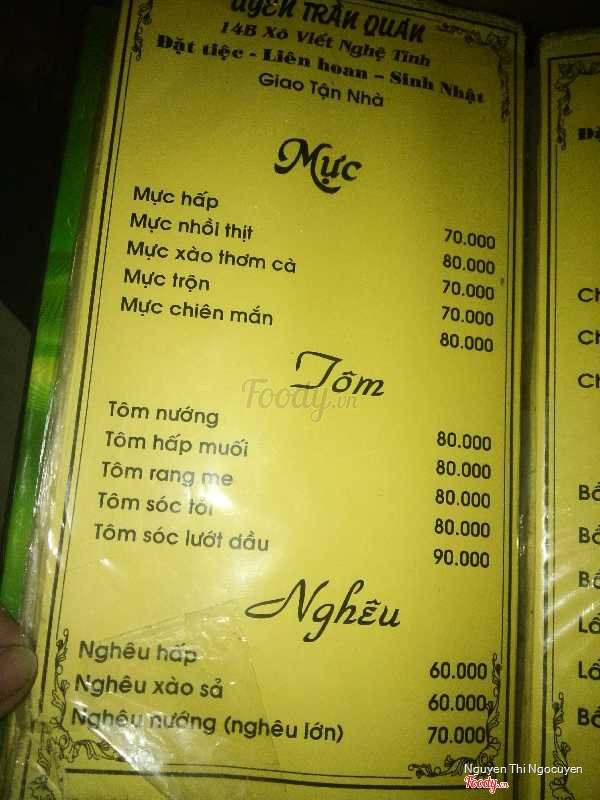 UYÊN TRÂN QUÁN
14B Xô Viết Nghệ Tĩnh
Đặt tiệc - Liên hoan - Sinh Nhật
Giao Tận Nhà
Mực
Mực hấp 70.000
Mực nhồi thịt 80.000
Mực xào thơm cà 70.000
Mực trộn 70.000
Mực chiên mắn 80.000
Tôm
Tôm nướng 80.000
Tôm hấp muối 80.000
Tôm rang me 80.000
Tôm sóc tỏi 80.000
Tôm sóc lướt dầu 90.000
Nghêu
Nghêu hấp 60.000
Nghêu xào sả 60.000
Nghêu nướng (nghêu lớn) 70.000
Foody.vn
Nguyen Thi Ngocuyen
Foody.vn